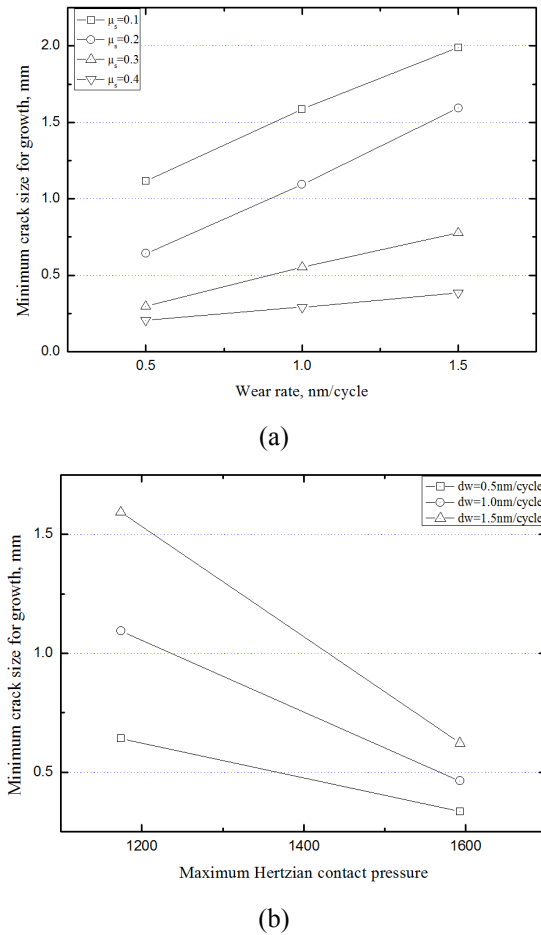 μs=0.1
μs=0.2
μs=0.3
μs=0.4
2.0
1.5
1.0
0.5
0.0
Minimum crack size for growth, mm
0.5 1.0 1.5
Wear rate, nm/cycle
(a)
dw=0.5nm/cycle
dw=1.0nm/cycle
dw=1.5nm/cycle
1.5
1.0
0.5
Minimum crack size for growth, mm
1200 1400 1600
Maximum Hertzian contact pressure
(b)